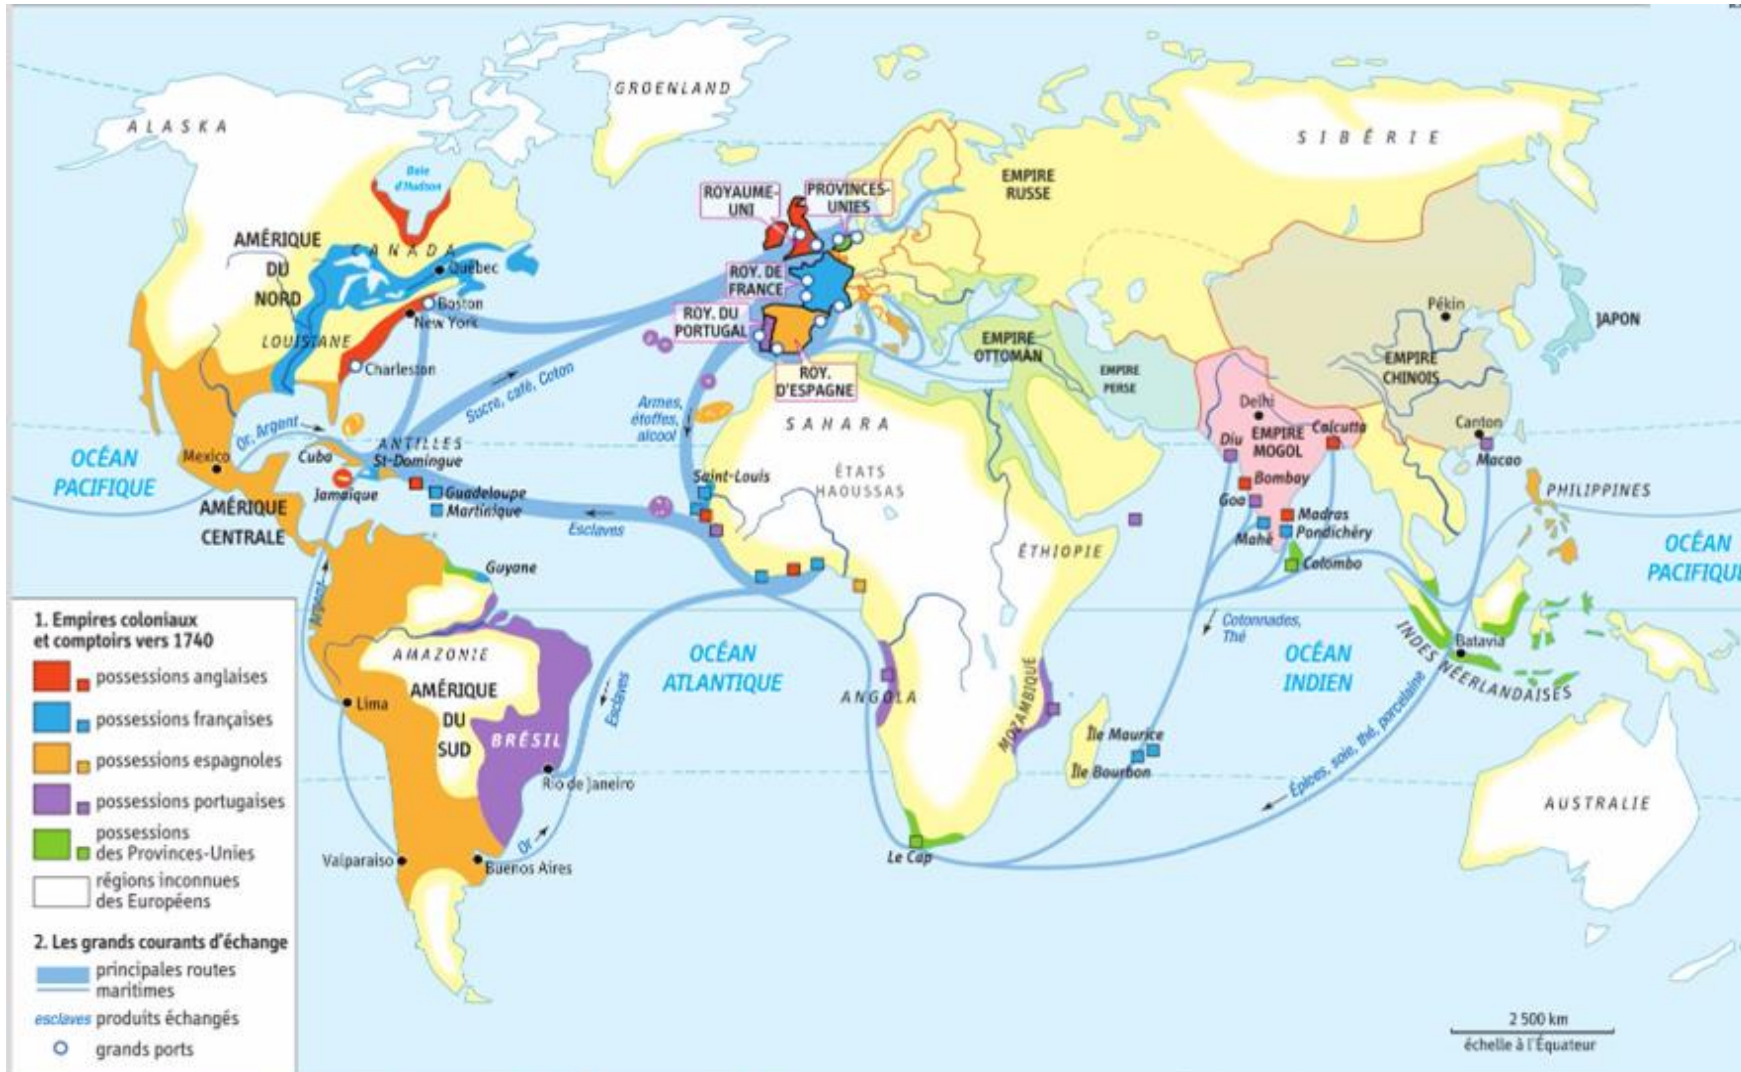 GROENLAND
ALASKA
SIBÉRIE
Baie
d'Hudson
EMPIRE
RUSSE
ROYAUME-
UNI
PROVINCES-
UNIES
AMÉRIQUE
DU
NORD
CANADA
Québec
ROY. DE
FRANCE
Boston
New York
ROY. DU
PORTUGAL
LOUISIANE
Charleston
ROY.
D'ESPAGNE
EMPIRE
OTTOMAN
EMPIRE
PERSE
Pékin
JAPON
EMPIRE
CHINOIS
Sucre, café, Coton
Armes,
étoffes,
alcool
SAHARA
Delhi
EMPIRE
MOGOL
Calcutta
Canton
Macao
Diu
Or, Argent
OCÉAN
PACIFIQUE
Mexico
Cuba
ANTILLES
St-Domingue
Jamaïque
Guadeloupe
Martinique
AMÉRIQUE
CENTRALE
Saint-Louis
ÉTATS
HAOUSSAS
Esclaves
ÉTHIOPIE
Bombay
Goa
Madras
Mahé
Pondichéry
Colombo
PHILIPPINES
OCÉAN
PACIFIQU
Guyane
Argent
Cotonnades,
Thé
AMAZONIE
AMÉRIQUE
DU
SUD
BRÉSIL
Lima
Rio de Janeiro
Esclaves
Or
Valparaiso
Buenos Aires
OCÉAN
ATLANTIQUE
ANGOLA
MOZAMBIQUE
Île Maurice
Île Bourbon
Le Cap
OCÉAN
INDIEN
Batavia
INDES NÉERLANDAISES
Épices, soie, thé, porcelaine
AUSTRALIE
1. Empires coloniaux
et comptoirs vers 1740
possessions anglaises
possessions françaises
possessions espagnoles
possessions portugaises
possessions
des Provinces-Unies
régions inconnues
des Européens
2. Les grands courants d'échange
principales routes
maritimes
esclaves produits échangés
grands ports
2 500 km
échelle à l'Équateur